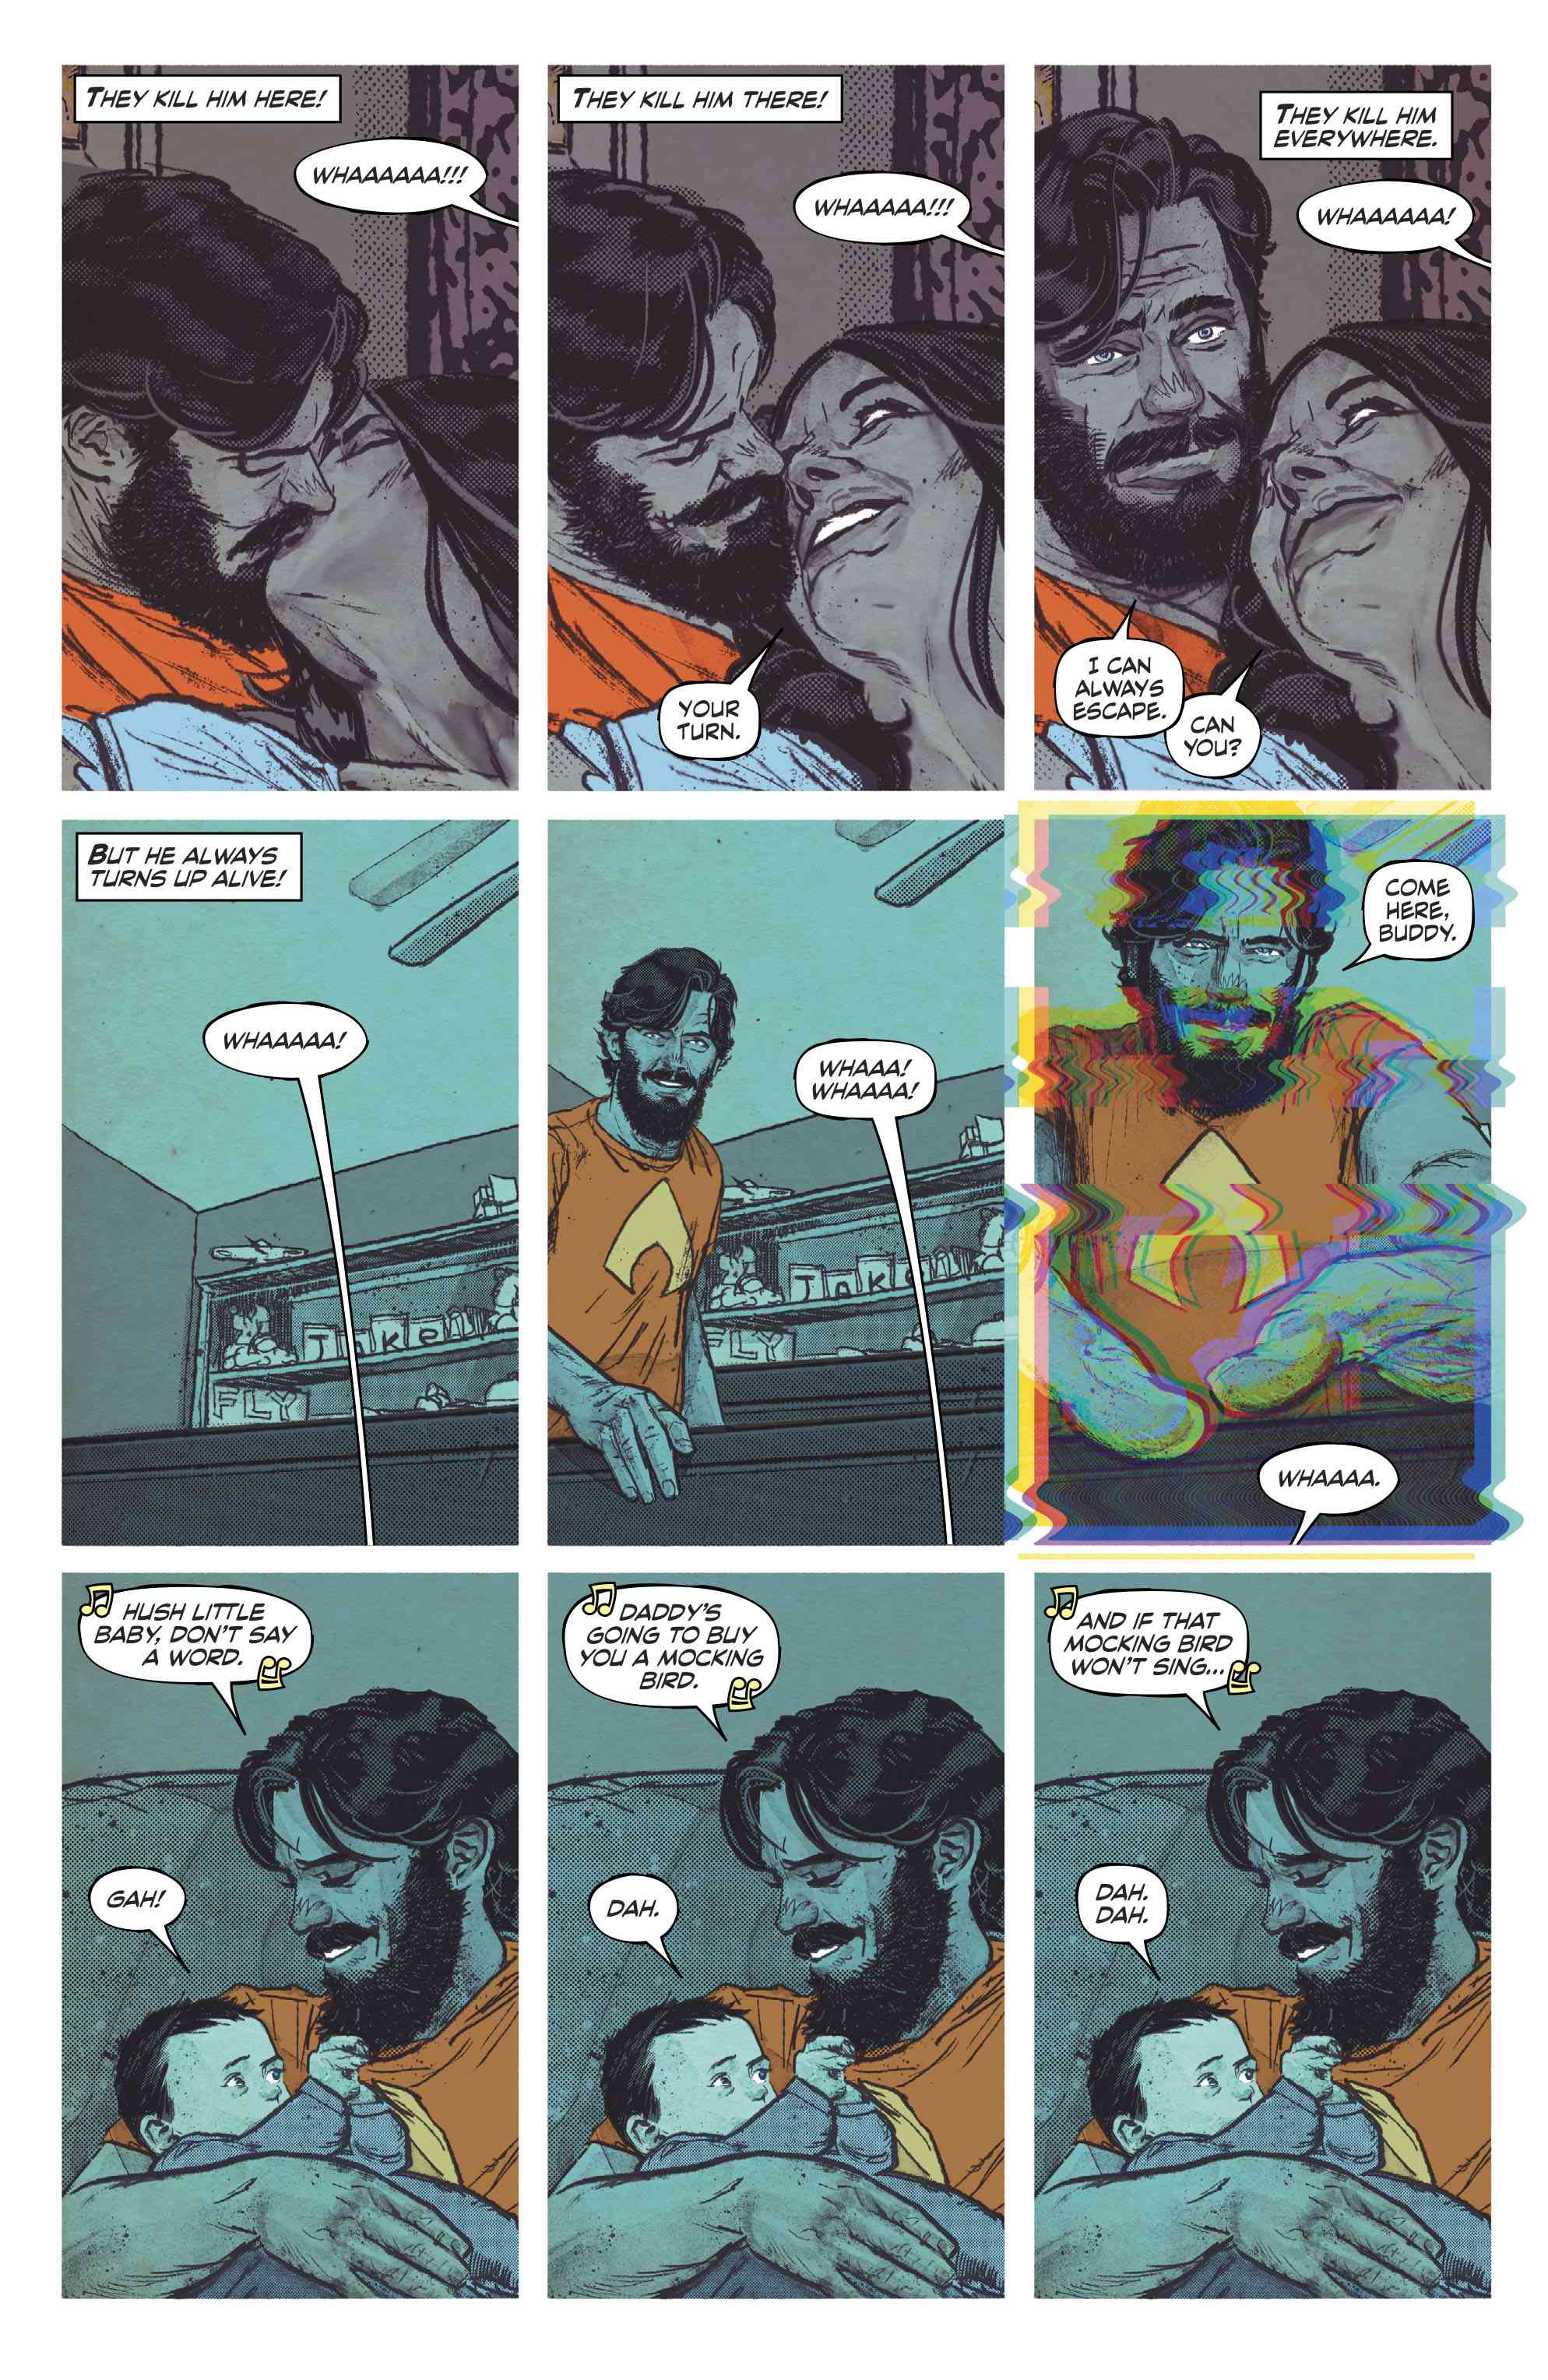 THEY KILL HIM HERE!
WHAAAAAA!!!
THEY KILL HIM THERE!
WHAAAAA!!!
YOUR
TURN.
THEY KILL HIM
EVERYWHERE.
WHAAAAAA!
I CAN
ALWAYS
ESCAPE.
CAN
YOU?
BUT HE ALWAYS
TURNS UP ALIVE!
WHAAAAA!
JAKE
FLY
WHAAA!
WHAAAA!
JAKE
FLY
COME
HERE,
BUDDY.
WHAAAA.
HUSH LITTLE
BABY, DON'T SAY
A WORD.
GAH!
DADDY'S
GOING TO BUY
YOU A MOCKING
BIRD.
DAH.
AND IF THAT
MOCKING BIRD
WON'T SING...
DAH.
DAH.